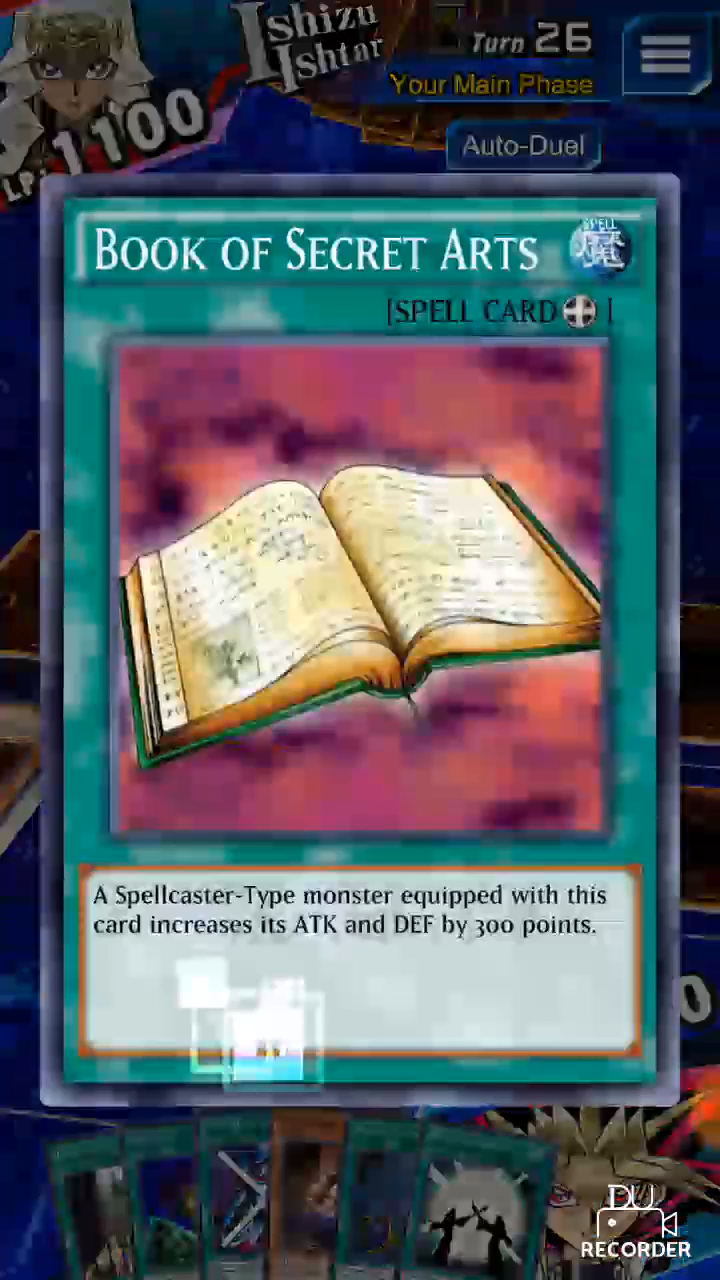 Ishizu
Ishtar
Turn 26
Your Main Phase
LP: 1100
Auto-Duel
BOOK OF SECRET ARTS
SPELL
[SPELL CARD ]
A Spellcaster-Type monster equipped with this
card increases its ATK and DEF by 300 points.
0
DU
RECORDER